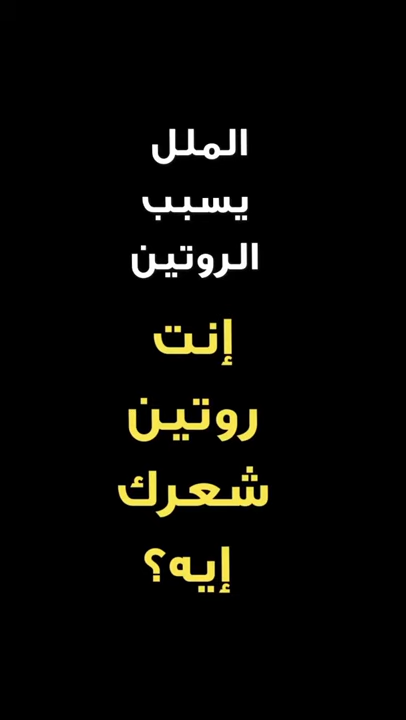 الملل
يسبب
الروتين
إنت
روتين
شعرك
إيه؟